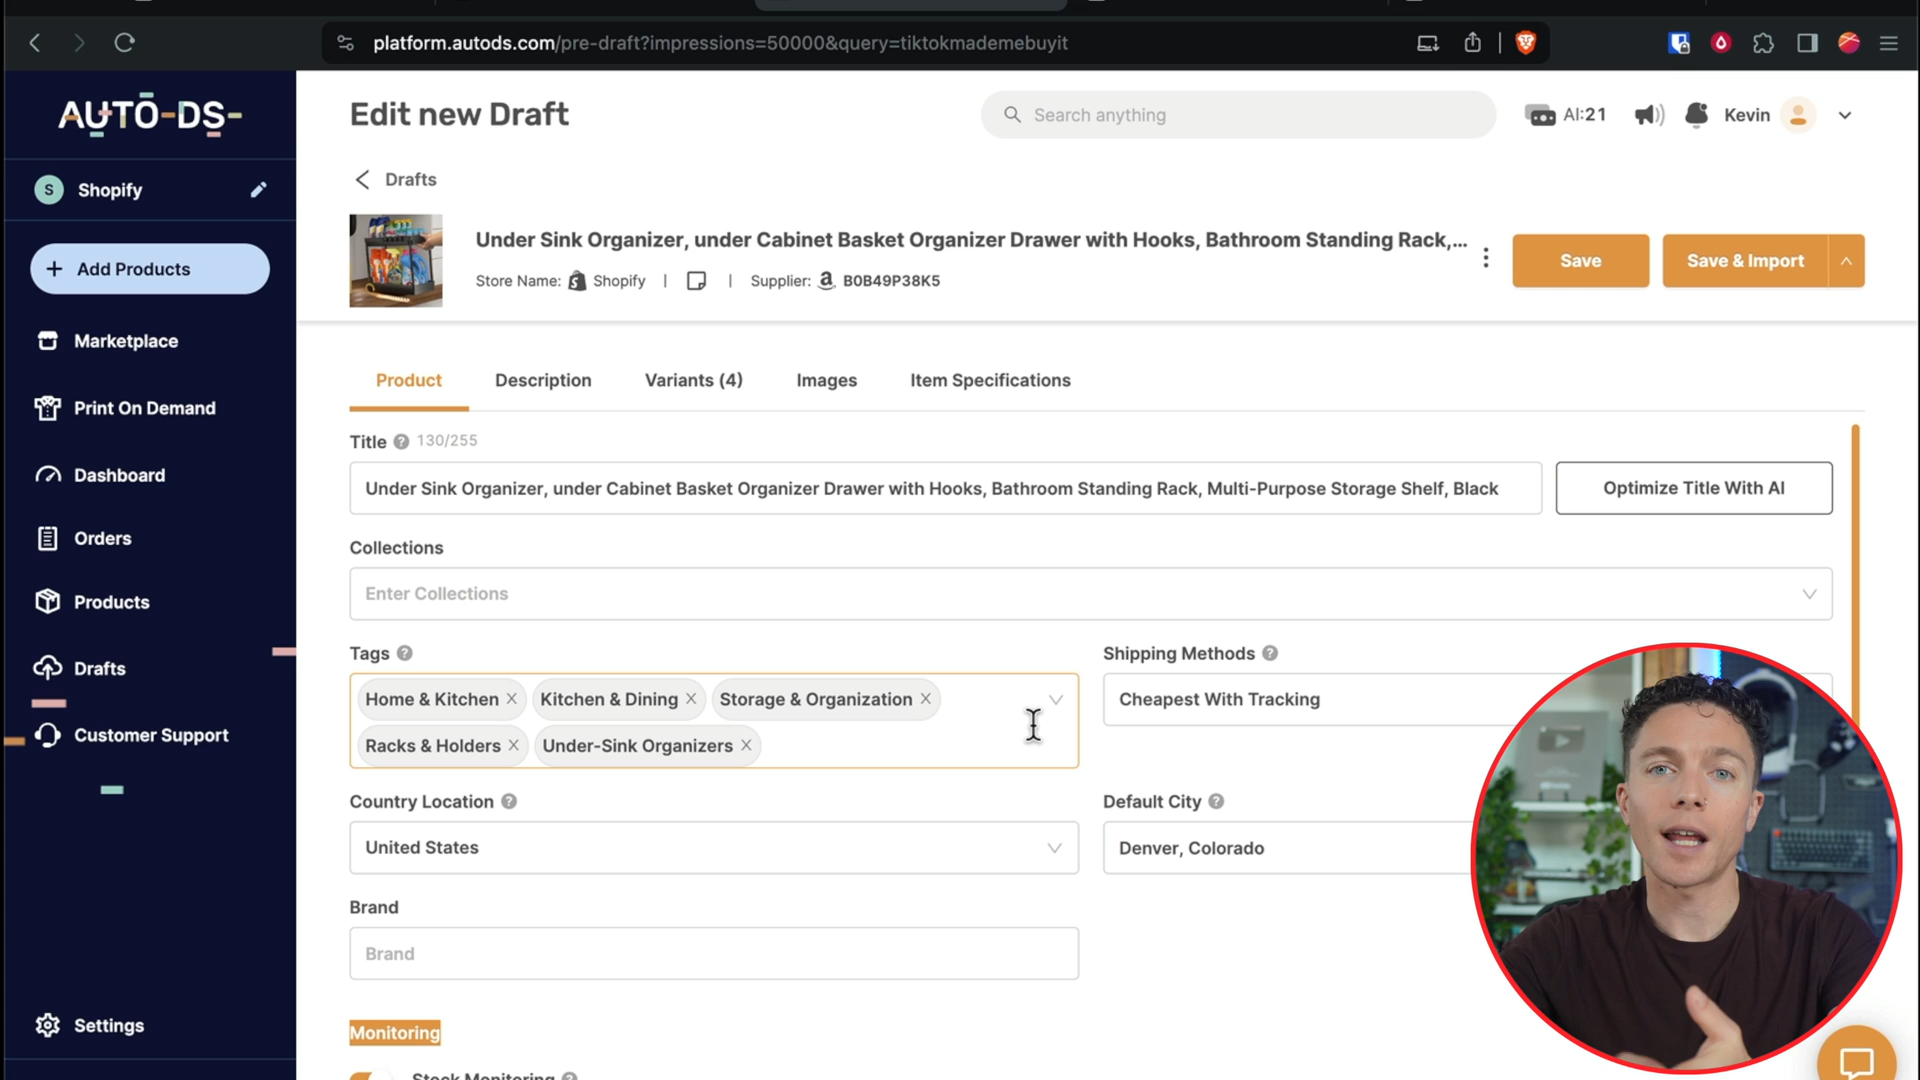 platform.autods.com/pre-draft?impressions=50000&query=tiktokmademebuyit
AUTO-DS-
Edit new Draft
Search anything
AI:21
Kevin
S Shopify
Drafts
Add Products
Under Sink Organizer, under Cabinet Basket Organizer Drawer with Hooks, Bathroom Standing Rack,...
Store Name: Shopify | | Supplier: a B0B49P38K5
Save
Save & Import
Marketplace
Print On Demand
Dashboard
Orders
Products
Drafts
Customer Support
Settings
Product Description Variants (4) Images Item Specifications
Title ? 130/255
Under Sink Organizer, under Cabinet Basket Organizer Drawer with Hooks, Bathroom Standing Rack, Multi-Purpose Storage Shelf, Black
Optimize Title With AI
Collections
Enter Collections
Tags ?
Home & Kitchen Kitchen & Dining Storage & Organization
Racks & Holders Under-Sink Organizers
Shipping Methods ?
Cheapest With Tracking
Country Location ?
United States
Default City ?
Denver, Colorado
Brand
Brand
Monitoring
Stock Monitoring ?